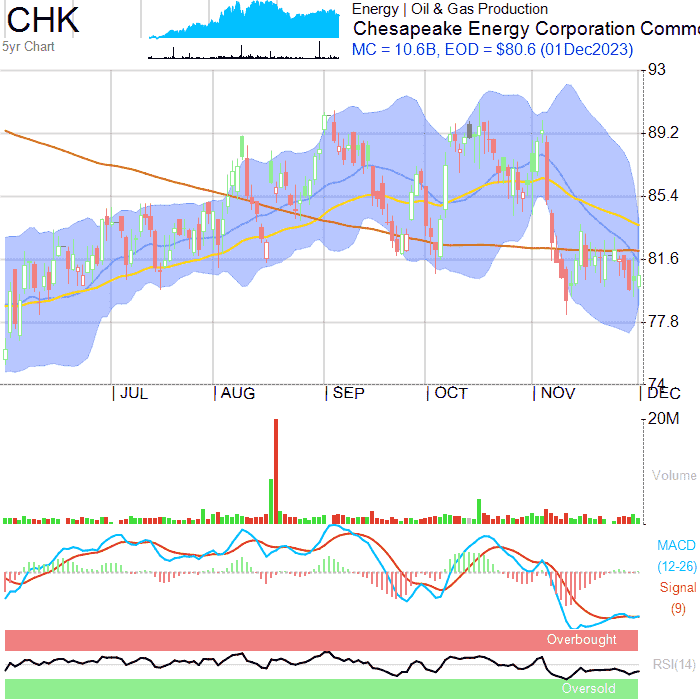 CHK
5yr Chart
Energy | Oil & Gas Production
Chesapeake Energy Corporation Comm
MC = 10.6B, EOD = $80.6 (01Dec2023)
93
89.2
85.4
81.6
77.8
74
| JUL | AUG | SEP | OCT | NOV | DEC
20M
Volume
MACD
(12-26)
Signal
(9)
Overbought
RSI(14)
Oversold